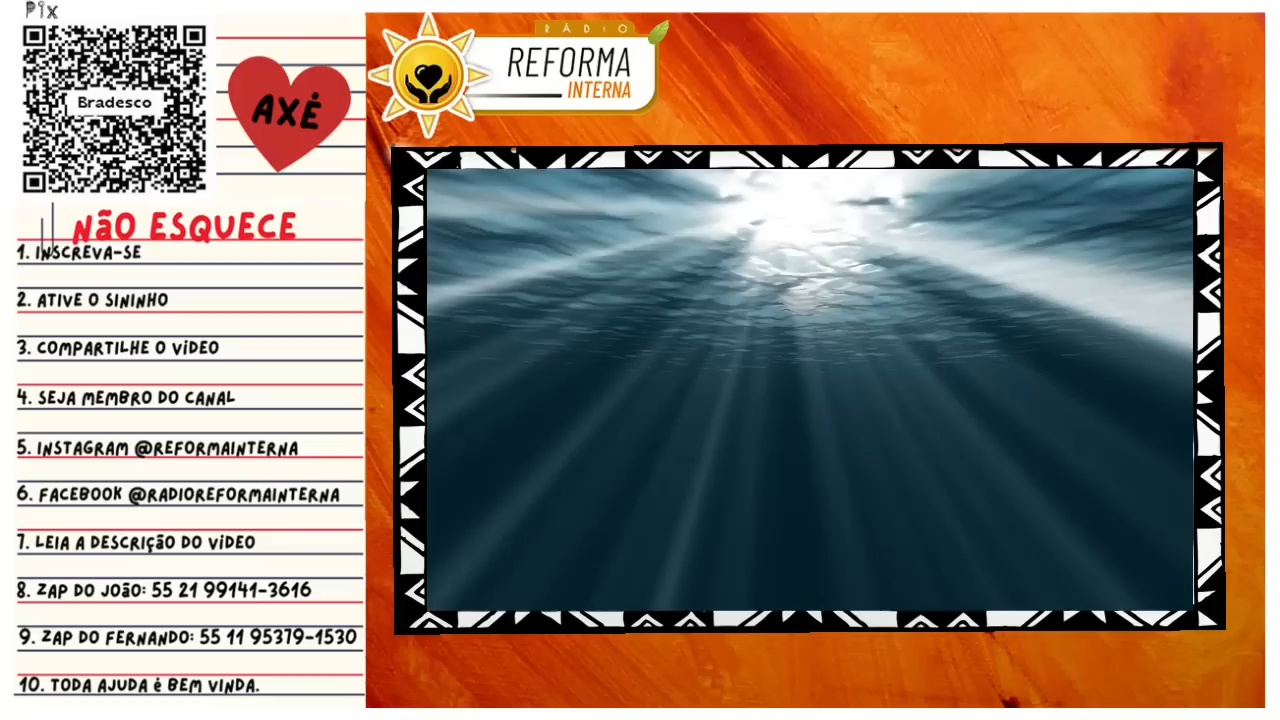 Pix
Bradesco
AXÉ
NÃO ESQUECE
1. INSCREVA-SE
2. ATIVE O SININHO
3. COMPARTILHE O VÍDEO
4. SEJA MEMBRO DO CANAL
5. INSTAGRAM @REFORMAINTERNA
6. FACEBOOK @RADIOREFORMAINTERNA
7. LEIA A DESCRIÇÃO DO VÍDEO
8. ZAP DO JOÃO: 55 21 99141-3616
9. ZAP DO FERNANDO: 55 11 95379-1530
10. TODA AJUDA É BEM VINDA.
RÁDIO
REFORMA
INTERNA